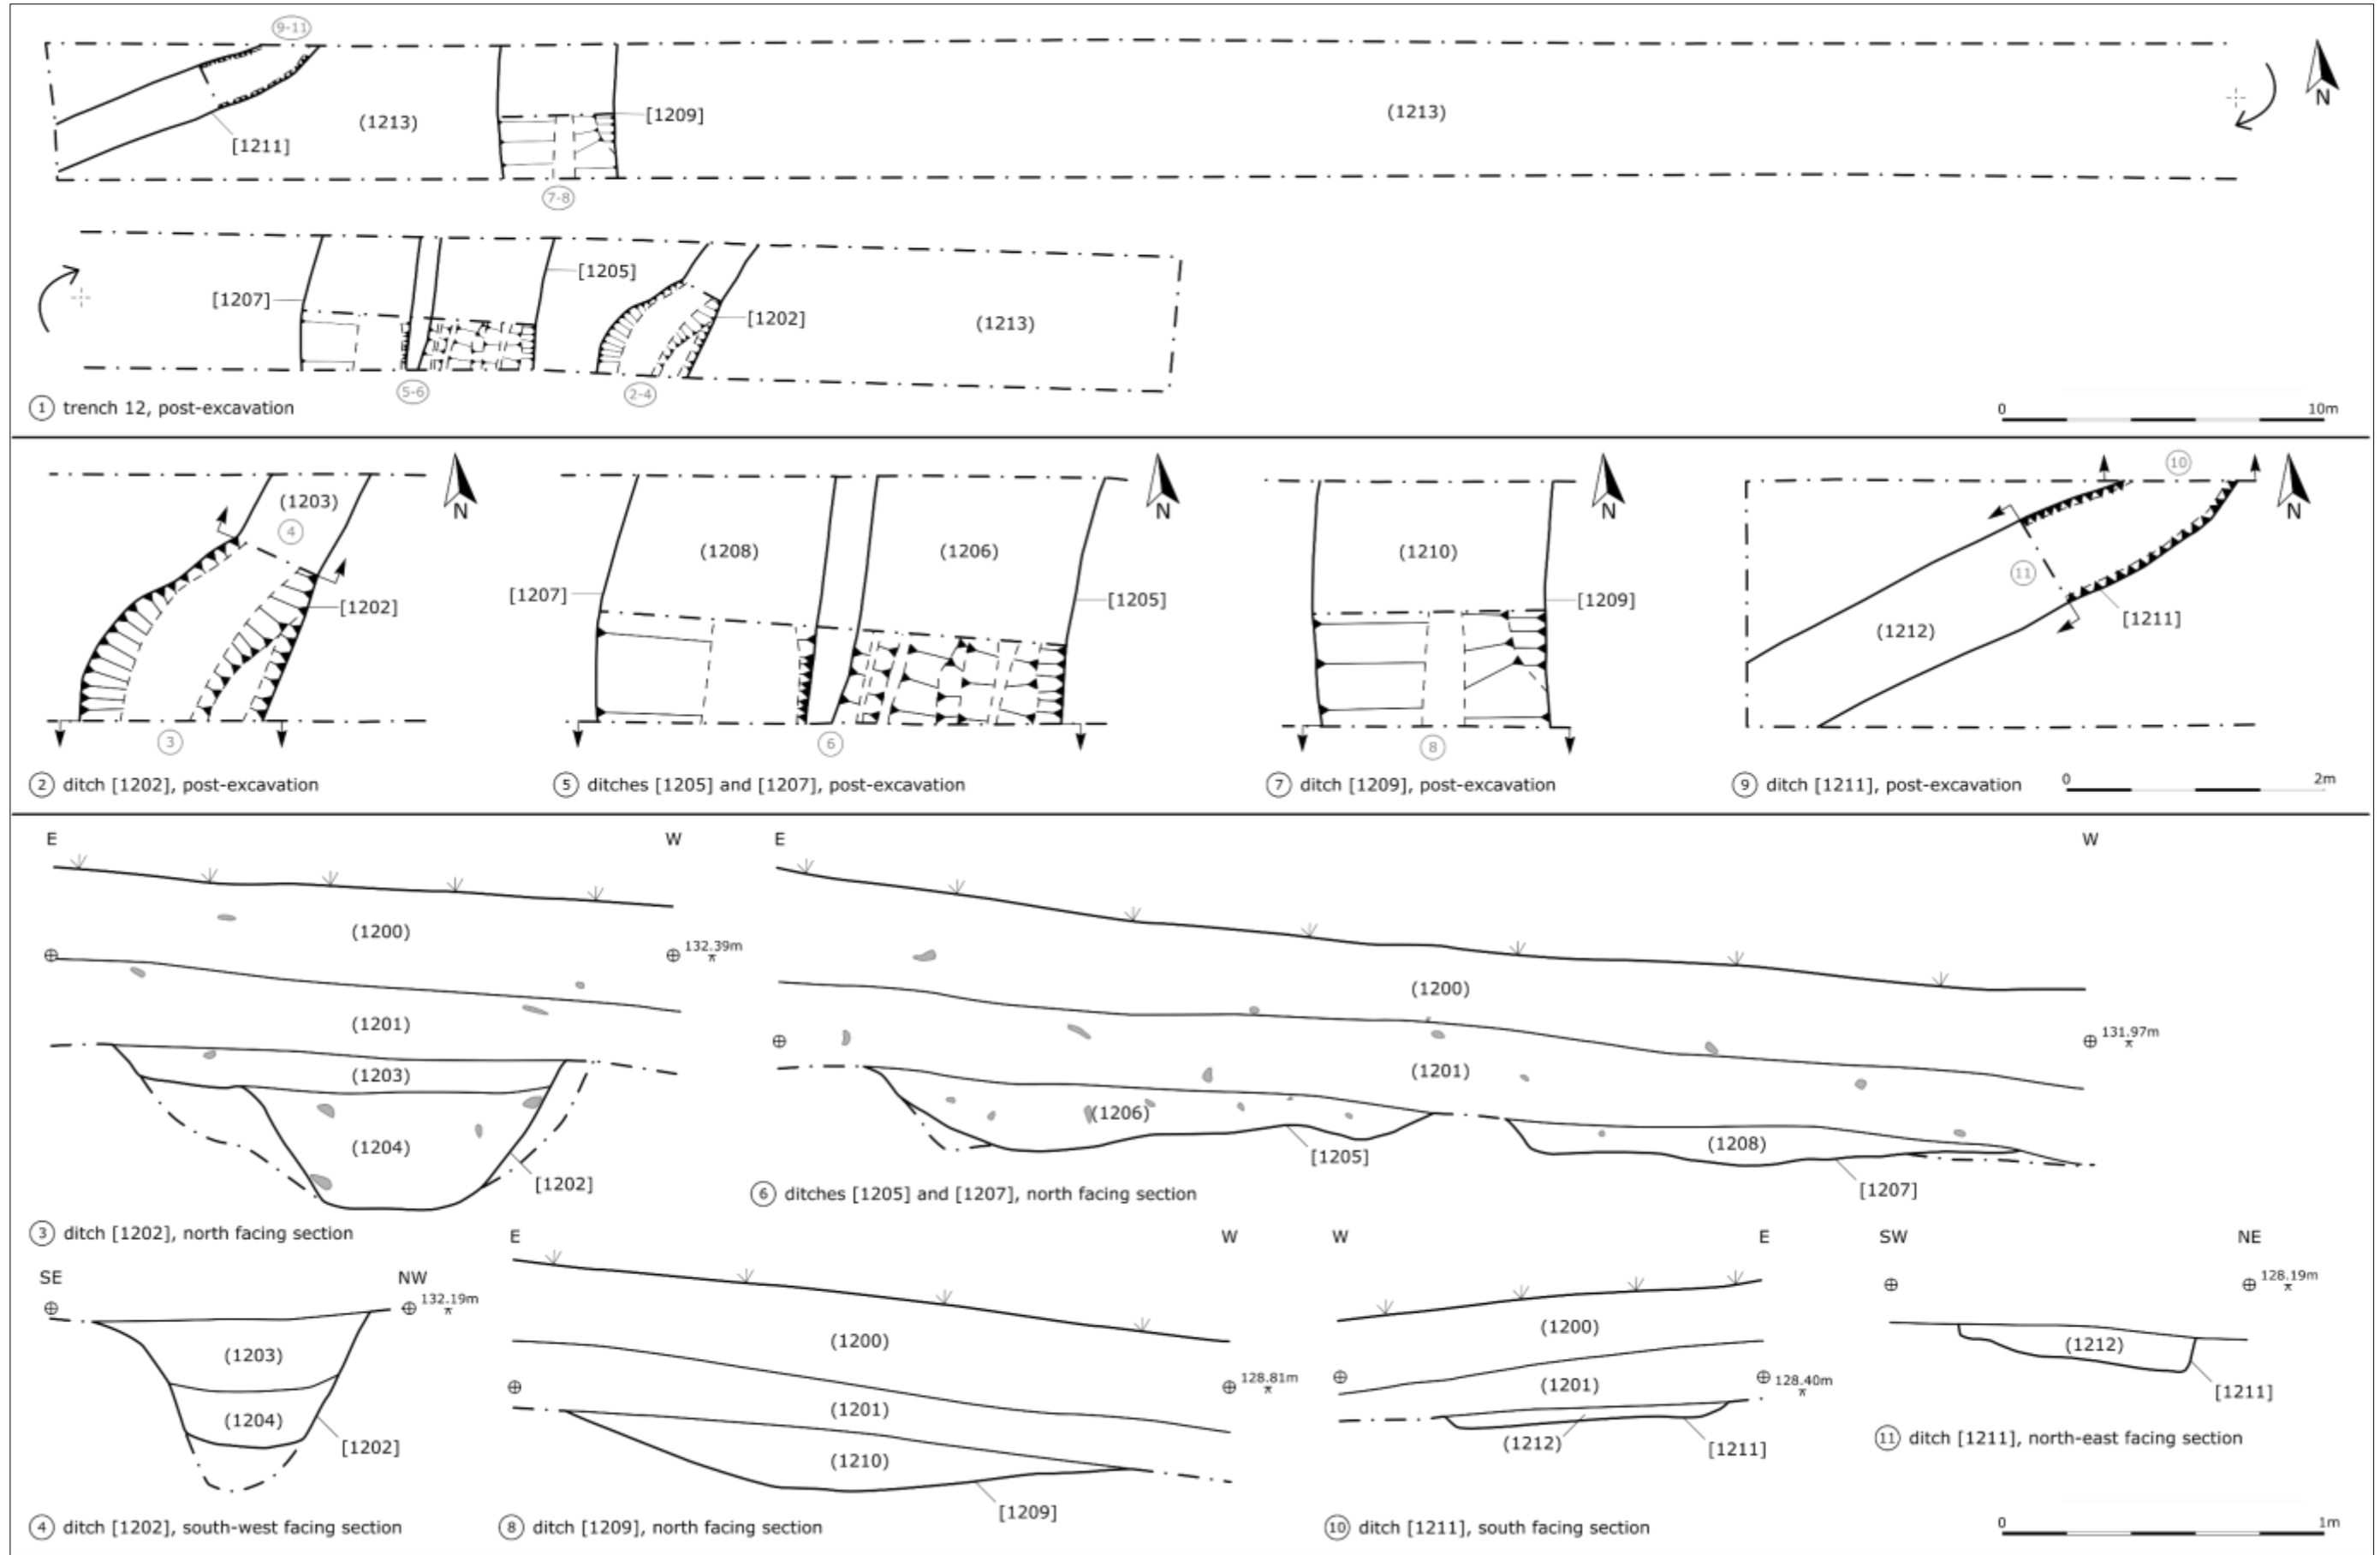 9-11
[1209]
(1213)
N
(1213)
[1211]
7-8
[1205]
[1207]
[1202]
(1213)
5-6
2-4
1 trench 12, post-excavation
0 10m
(1203)
4
N
[1202]
3
(1208)
(1206)
N
[1207]
[1205]
6
(1210)
N
[1209]
8
10
N
11
[1211]
(1212)
2 ditch [1202], post-excavation
5 ditches [1205] and [1207], post-excavation
7 ditch [1209], post-excavation
9 ditch [1211], post-excavation
0 2m
E W
(1200)
132.39m
(1201)
(1203)
(1204)
[1202]
3 ditch [1202], north facing section
E W
(1200)
131.97m
(1201)
(1206)
(1208)
[1205]
[1207]
6 ditches [1205] and [1207], north facing section
SE NW
132.19m
(1203)
(1204)
[1202]
4 ditch [1202], south-west facing section
E W
(1200)
128.81m
(1201)
(1210)
[1209]
8 ditch [1209], north facing section
W E
(1200)
(1201)
128.40m
(1212)
[1211]
10 ditch [1211], south facing section
SW NE
128.19m
(1212)
[1211]
11 ditch [1211], north-east facing section
0 1m